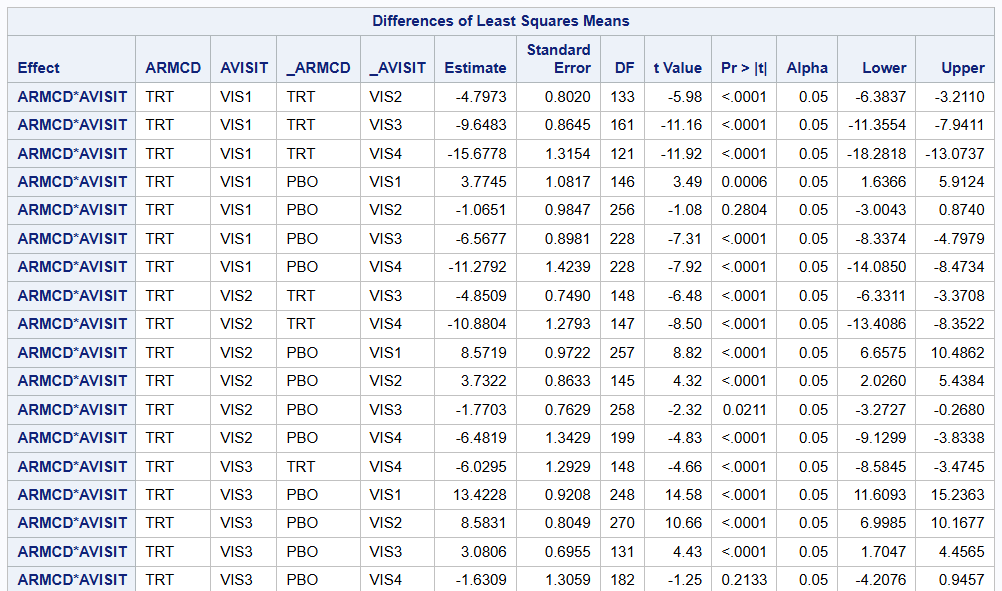 Differences of Least Squares Means
Effect ARMCD AVISIT _ARMCD _AVISIT Estimate Standard Error DF t Value Pr > |t| Alpha Lower Upper
ARMCD*AVISIT TRT VIS1 TRT VIS2 -4.7973 0.8020 133 -5.98 <.0001 0.05 -6.3837 -3.2110
ARMCD*AVISIT TRT VIS1 TRT VIS3 -9.6483 0.8645 161 -11.16 <.0001 0.05 -11.3554 -7.9411
ARMCD*AVISIT TRT VIS1 TRT VIS4 -15.6778 1.3154 121 -11.92 <.0001 0.05 -18.2818 -13.0737
ARMCD*AVISIT TRT VIS1 PBO VIS1 3.7745 1.0817 146 3.49 0.0006 0.05 1.6366 5.9124
ARMCD*AVISIT TRT VIS1 PBO VIS2 -1.0651 0.9847 256 -1.08 0.2804 0.05 -3.0043 0.8740
ARMCD*AVISIT TRT VIS1 PBO VIS3 -6.5677 0.8981 228 -7.31 <.0001 0.05 -8.3374 -4.7979
ARMCD*AVISIT TRT VIS1 PBO VIS4 -11.2792 1.4239 228 -7.92 <.0001 0.05 -14.0850 -8.4734
ARMCD*AVISIT TRT VIS2 TRT VIS3 -4.8509 0.7490 148 -6.48 <.0001 0.05 -6.3311 -3.3708
ARMCD*AVISIT TRT VIS2 TRT VIS4 -10.8804 1.2793 147 -8.50 <.0001 0.05 -13.4086 -8.3522
ARMCD*AVISIT TRT VIS2 PBO VIS1 8.5719 0.9722 257 8.82 <.0001 0.05 6.6575 10.4862
ARMCD*AVISIT TRT VIS2 PBO VIS2 3.7322 0.8633 145 4.32 <.0001 0.05 2.0260 5.4384
ARMCD*AVISIT TRT VIS2 PBO VIS3 -1.7703 0.7629 258 -2.32 0.0211 0.05 -3.2727 -0.2680
ARMCD*AVISIT TRT VIS2 PBO VIS4 -6.4819 1.3429 199 -4.83 <.0001 0.05 -9.1299 -3.8338
ARMCD*AVISIT TRT VIS3 TRT VIS4 -6.0295 1.2929 148 -4.66 <.0001 0.05 -8.5845 -3.4745
ARMCD*AVISIT TRT VIS3 PBO VIS1 13.4228 0.9208 248 14.58 <.0001 0.05 11.6093 15.2363
ARMCD*AVISIT TRT VIS3 PBO VIS2 8.5831 0.8049 270 10.66 <.0001 0.05 6.9985 10.1677
ARMCD*AVISIT TRT VIS3 PBO VIS3 3.0806 0.6955 131 4.43 <.0001 0.05 1.7047 4.4565
ARMCD*AVISIT TRT VIS3 PBO VIS4 -1.6309 1.3059 182 -1.25 0.2133 0.05 -4.2076 0.9457